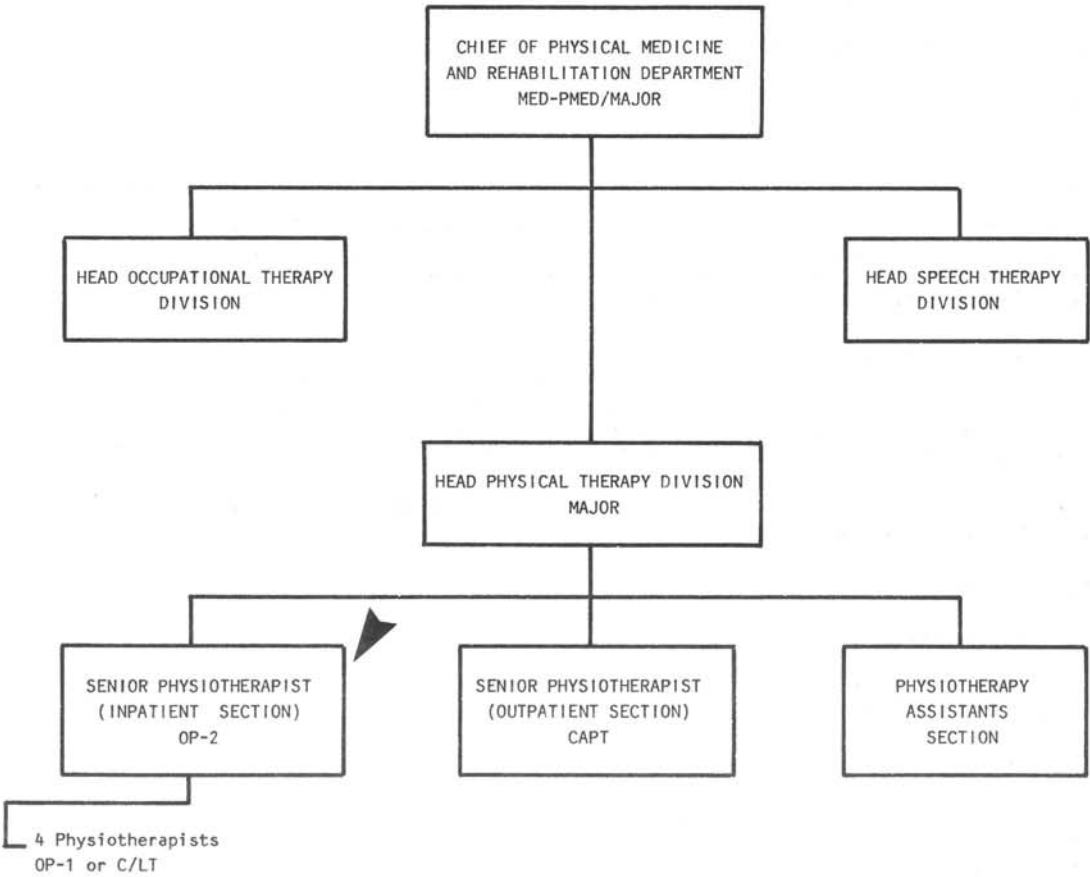 CHIEF OF PHYSICAL MEDICINE
AND REHABILITATION DEPARTMENT
MED-PMED/MAJOR
HEAD OCCUPATIONAL THERAPY
DIVISION
HEAD SPEECH THERAPY
DIVISION
HEAD PHYSICAL THERAPY DIVISION
MAJOR
SENIOR PHYSIOTHERAPIST
(INPATIENT SECTION)
OP-2
SENIOR PHYSIOTHERAPIST
(OUTPATIENT SECTION)
CAPT
PHYSIOTHERAPY
ASSISTANTS
SECTION
4 Physiotherapists
OP-1 or C/LT